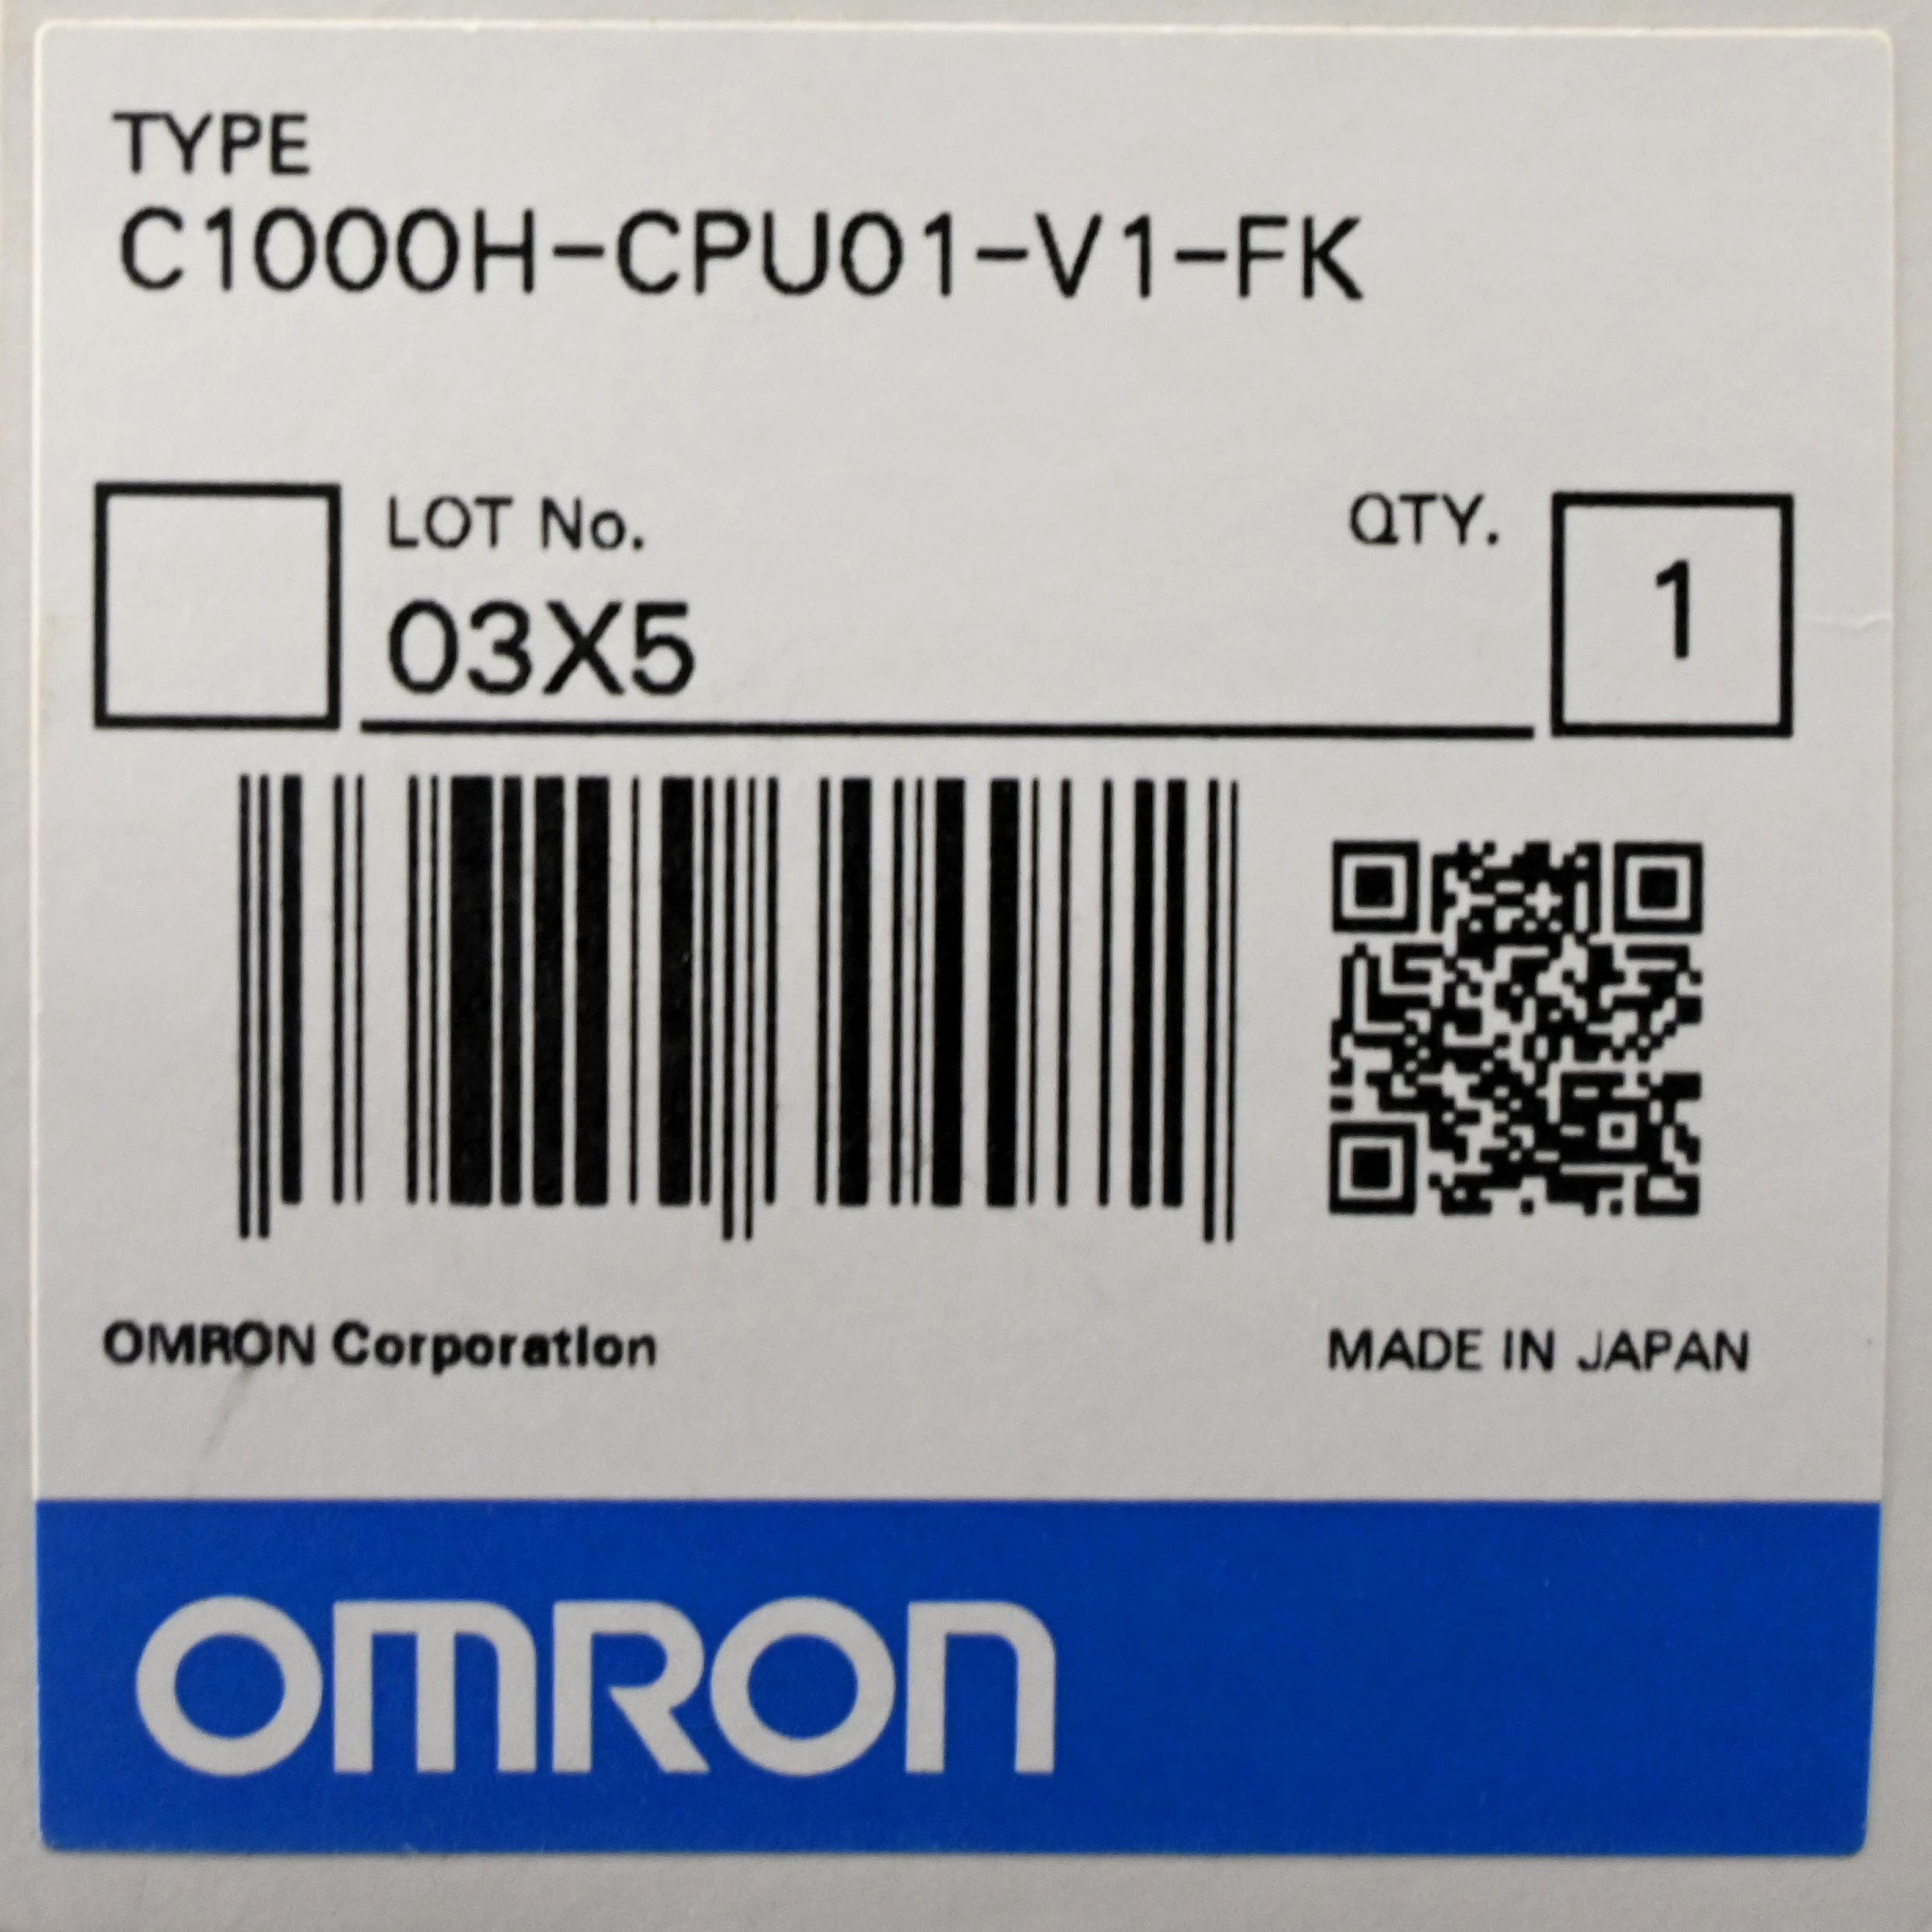 TYPE
C1000H-CPU01-V1-FK
LOT No.
QTY.
03X5
1
OMRON Corporation
MADE IN JAPAN
OMRON